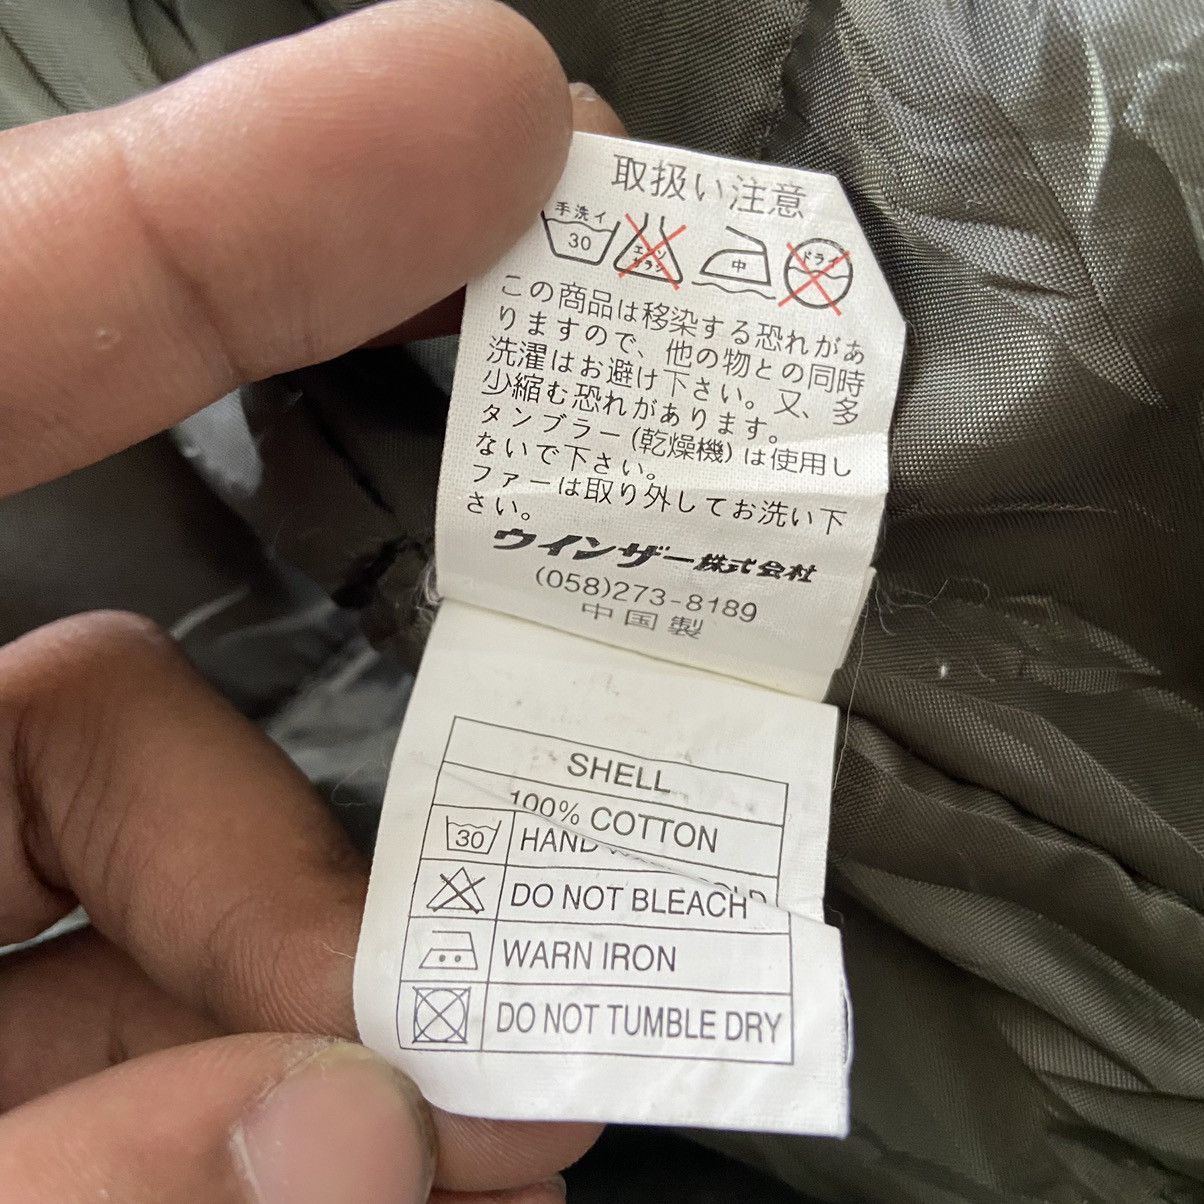 取扱い注意
手洗イ
30
エンソ
サラシ
中
ドライ
この商品は移染する恐れがあ
りますので、他の物との同時
洗濯はお避け下さい。又、多
少縮む恐れがあります。
タンブラー(乾燥機)は使用し
ないで下さい。
ファーは取り外してお洗い下
さい。
ウインザー株式会社
(058)273-8189
中国製
SHELL
100% COTTON
30 HAND
DO NOT BLEACH
WARN IRON
DO NOT TUMBLE DRY